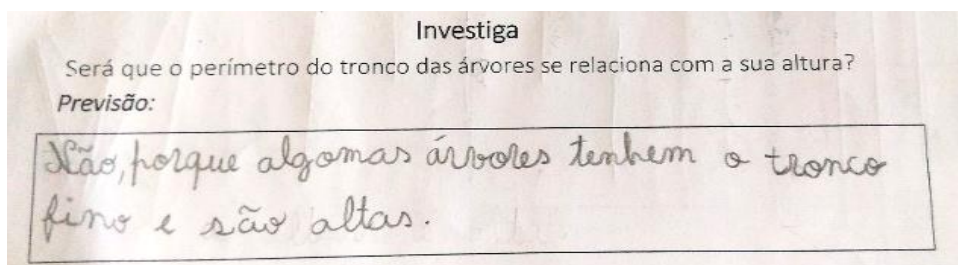 Investiga
Será que o perímetro do tronco das árvores se relaciona com a sua altura?
Previsão:
Não, porque algomas árvores tenhem o tronco
fino e são altas.